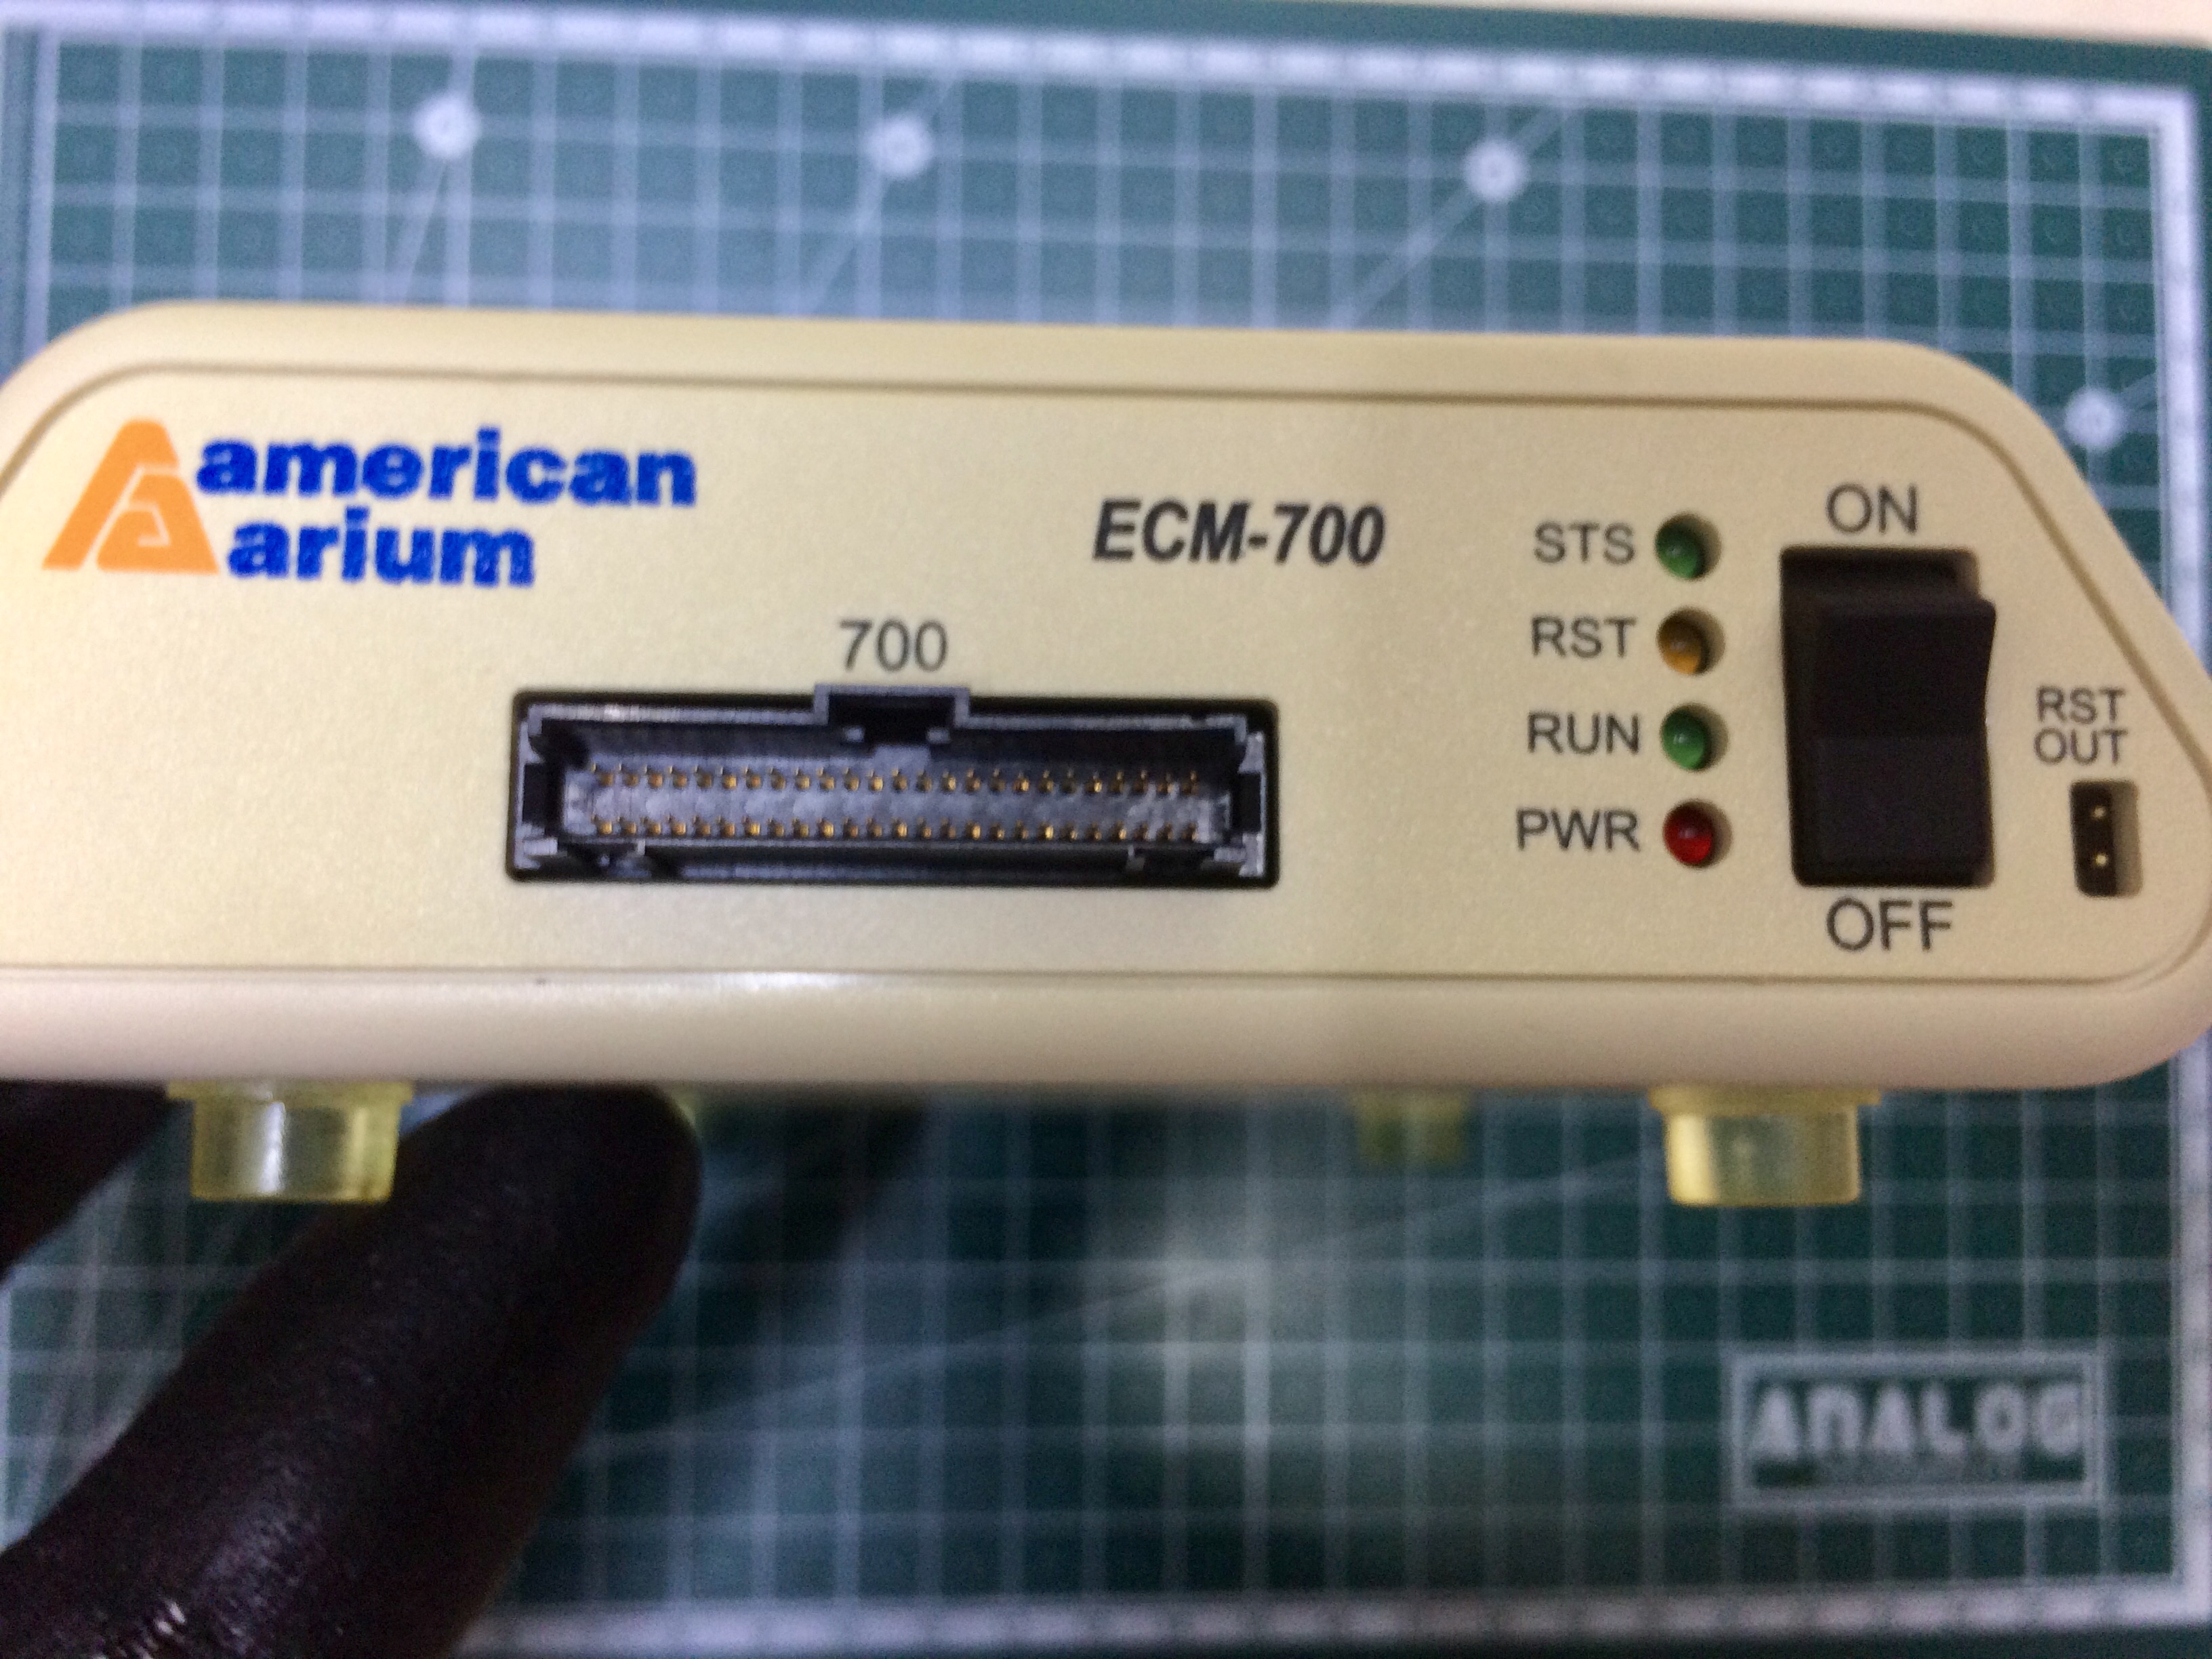 american
arium
ECM-700
700
STS
RST
RUN
PWR
ON
OFF
RST
OUT
ANALOG